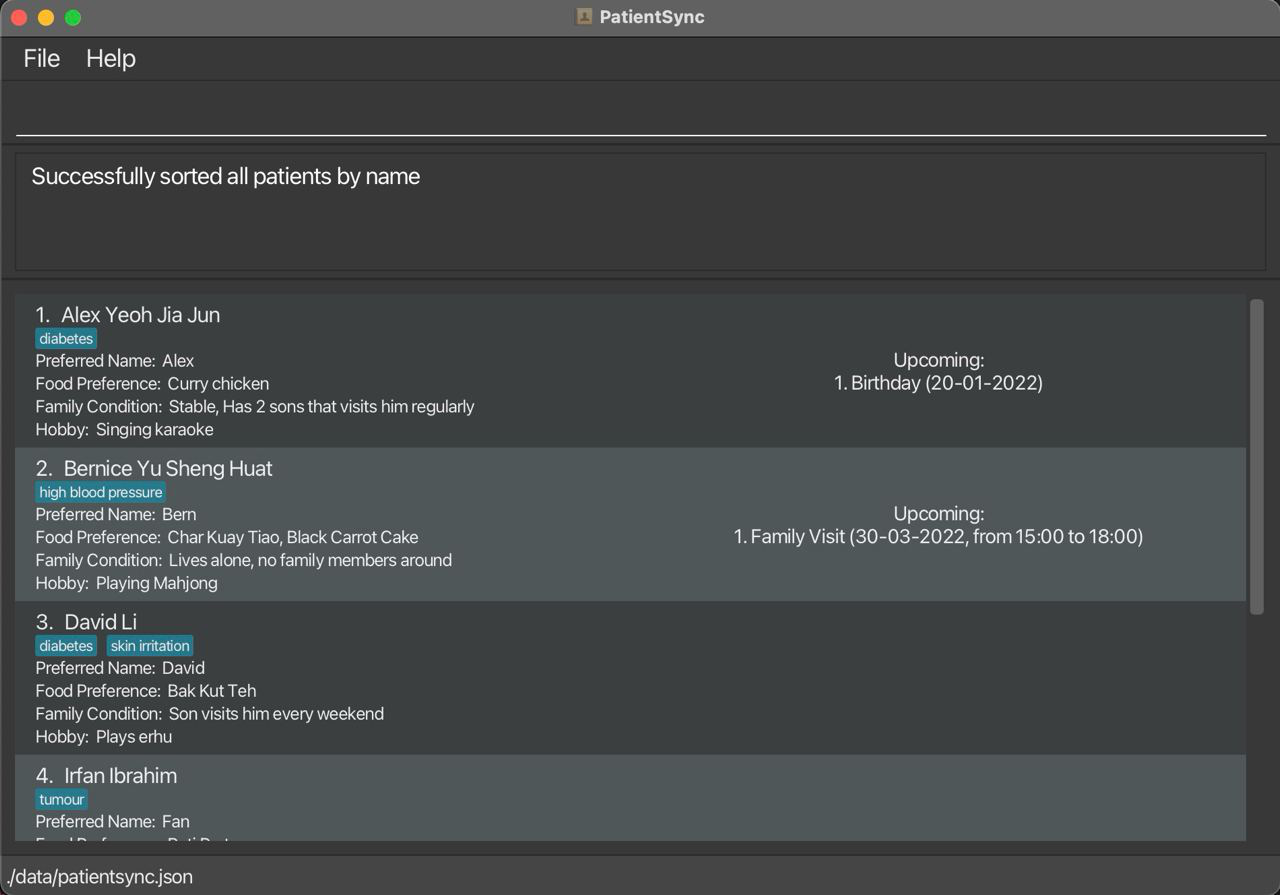 PatientSync
File Help
Successfully sorted all patients by name
1. Alex Yeoh Jia Jun
diabetes
Preferred Name: Alex
Food Preference: Curry chicken
Family Condition: Stable, Has 2 sons that visits him regularly
Hobby: Singing karaoke
Upcoming:
1. Birthday (20-01-2022)
2. Bernice Yu Sheng Huat
high blood pressure
Preferred Name: Bern
Food Preference: Char Kuay Tiao, Black Carrot Cake
Family Condition: Lives alone, no family members around
Hobby: Playing Mahjong
Upcoming:
1. Family Visit (30-03-2022, from 15:00 to 18:00)
3. David Li
diabetes skin irritation
Preferred Name: David
Food Preference: Bak Kut Teh
Family Condition: Son visits him every weekend
Hobby: Plays erhu
4. Irfan Ibrahim
tumour
Preferred Name: Fan
./data/patientsync.json